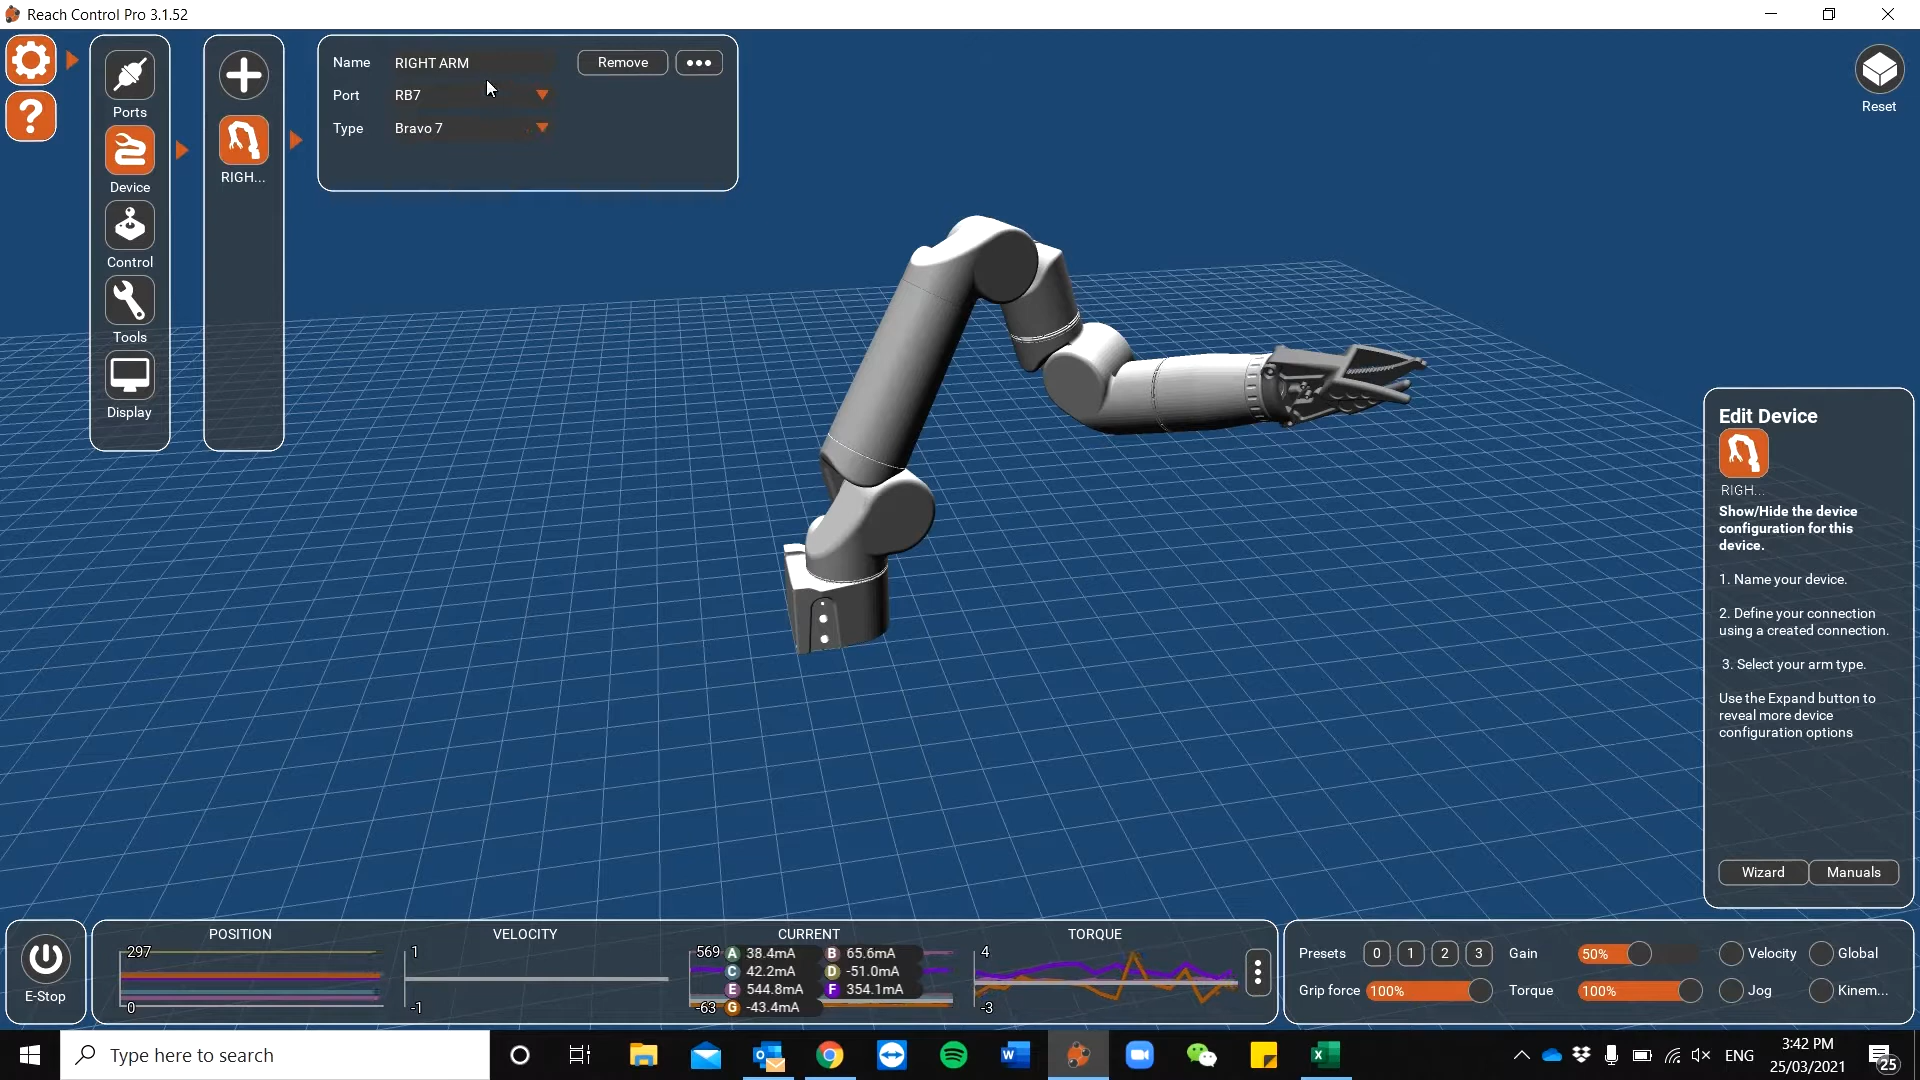 Reach Control Pro 3.1.52
Ports
Device
Control
Tools
Display
RIGH...
Name RIGHT ARM Remove
Port RB7
Type Bravo 7
Reset
Edit Device
RIGH...
Show/Hide the device
configuration for this
device.
1. Name your device.
2. Define your connection
using a created connection.
3. Select your arm type.
Use the Expand button to
reveal more device
configuration options
Wizard Manuals
E-Stop
POSITION
297
0
VELOCITY
1
-1
CURRENT
569 A 38.4mA B 65.6mA
C 42.2mA D -51.0mA
E 544.8mA F 354.1mA
-63 G -43.4mA
TORQUE
4
-3
Presets 0 1 2 3 Gain 50% Velocity Global
Grip force 100% Torque 100% Jog Kinem...
Type here to search
ENG
3:42 PM
25/03/2021
25